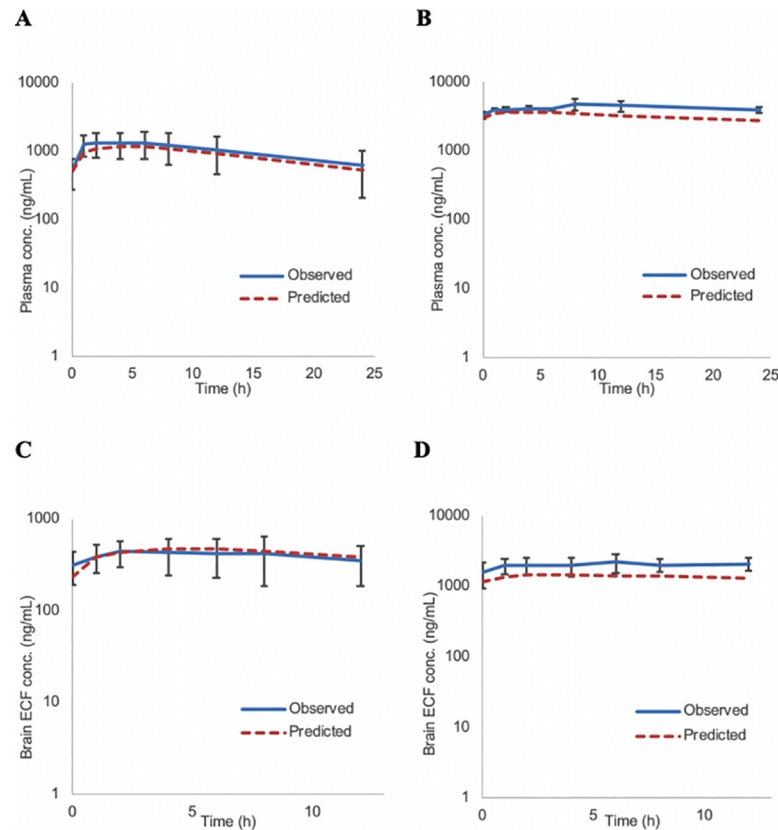 A
Plasma conc. (ng/mL)
10000
1000
100
10
1
Observed
Predicted
0 5 10 15 20 25
Time (h)
B
Plasma conc. (ng/mL)
10000
1000
100
10
1
Observed
Predicted
0 5 10 15 20 25
Time (h)
C
Brain ECF conc. (ng/mL)
1000
100
10
1
Observed
Predicted
0 5 10
Time (h)
D
Brain ECF conc. (ng/mL)
10000
1000
100
10
1
Observed
Predicted
0 5 10
Time (h)